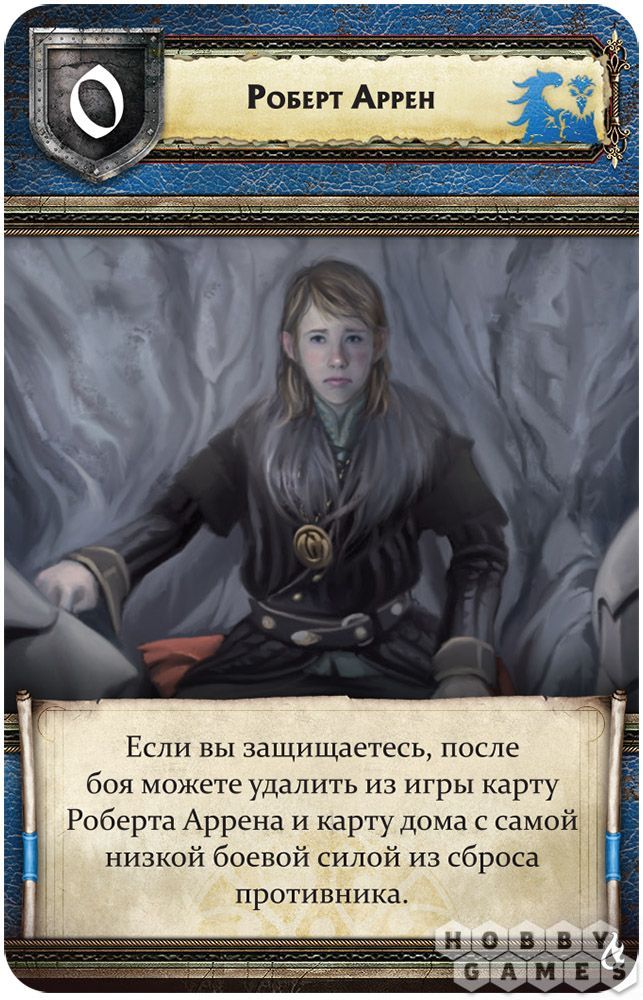 0
Роберт Аррен
Если вы защищаетесь, после
боя можете удалить из игры карту
Роберта Аррена и карту дома с самой
низкой боевой силой из сброса
противника.
HOBBY
GAMES